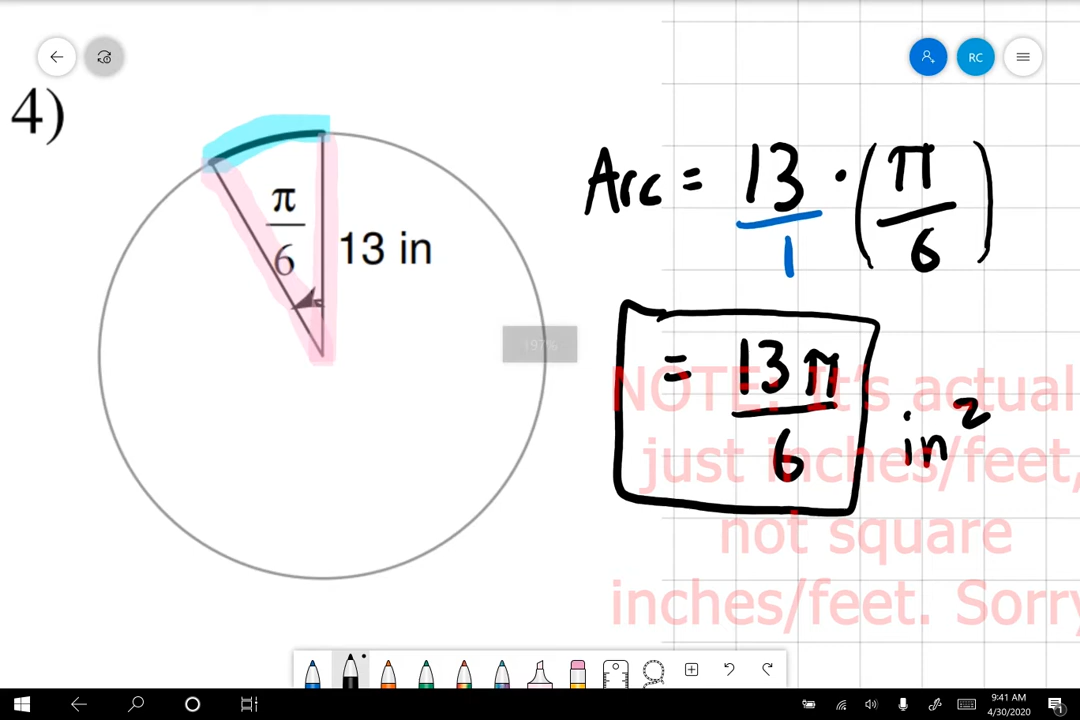 RC
4)
π
6
13 in
Arc = 13/1 · (π/6)
197%
= 13π/6 in²
NOTE: It's actual
just inches/feet,
not square
inches/feet. Sorry
9:41 AM
4/30/2020